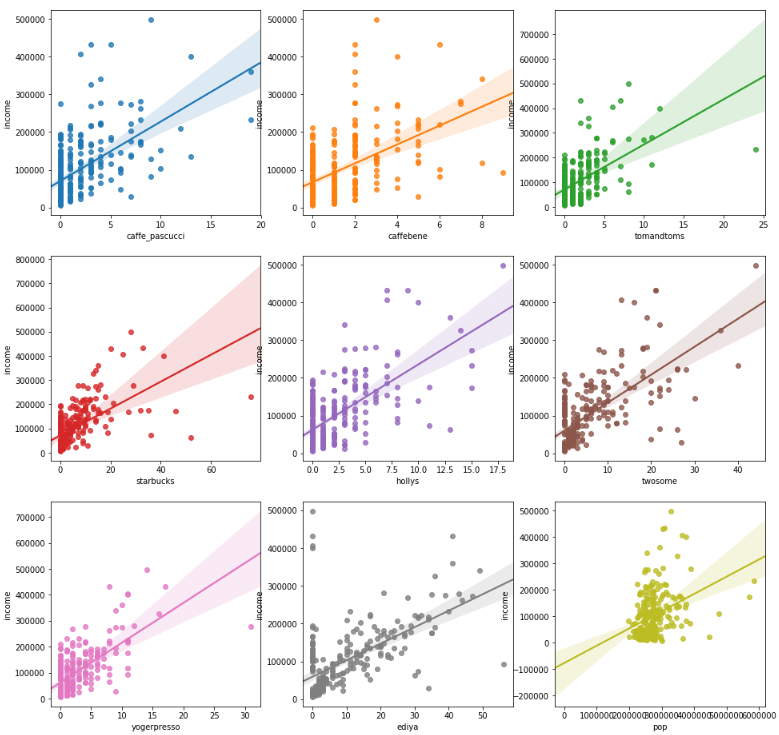 500000
400000
300000
200000
100000
0
income
0 5 10 15 20
caffe_pascucci
500000
400000
300000
200000
100000
0
income
0 2 4 6 8
caffebene
700000
600000
500000
400000
300000
200000
100000
0
income
0 5 10 15 20 25
tomandtoms
800000
700000
600000
500000
400000
300000
200000
100000
0
income
0 20 40 60
starbucks
500000
400000
300000
200000
100000
0
income
0.0 2.5 5.0 7.5 10.0 12.5 15.0 17.5
hollys
500000
400000
300000
200000
100000
0
income
0 10 20 30 40
twosome
700000
600000
500000
400000
300000
200000
100000
0
income
0 5 10 15 20 25 30
yogerpresso
500000
400000
300000
200000
100000
0
income
0 10 20 30 40 50
ediya
500000
400000
300000
200000
100000
0
−100000
−200000
income
0 1000000 2000000 3000000 4000000 5000000 6000000
pop